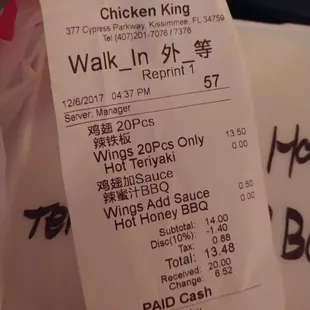 Chicken King
377 Cypress Parkway, Kissimmee, FL 34759
Tel (407)201-7076 / 7378
Walk_In 外_等
Reprint 1
57
12/6/2017 04:37 PM
Server: Manager
鸡翅 20Pcs
辣铁板
Wings 20Pcs Only 13.50
Hot Teriyaki 0.00
鸡翅加Sauce
辣蜜汁BBQ
Wings Add Sauce 0.50
Hot Honey BBQ 0.00
Subtotal: 14.00
Disc(10%): -1.40
Tax: 0.88
Total: 13.48
Received: 20.00
Change: 6.52
PAID Cash